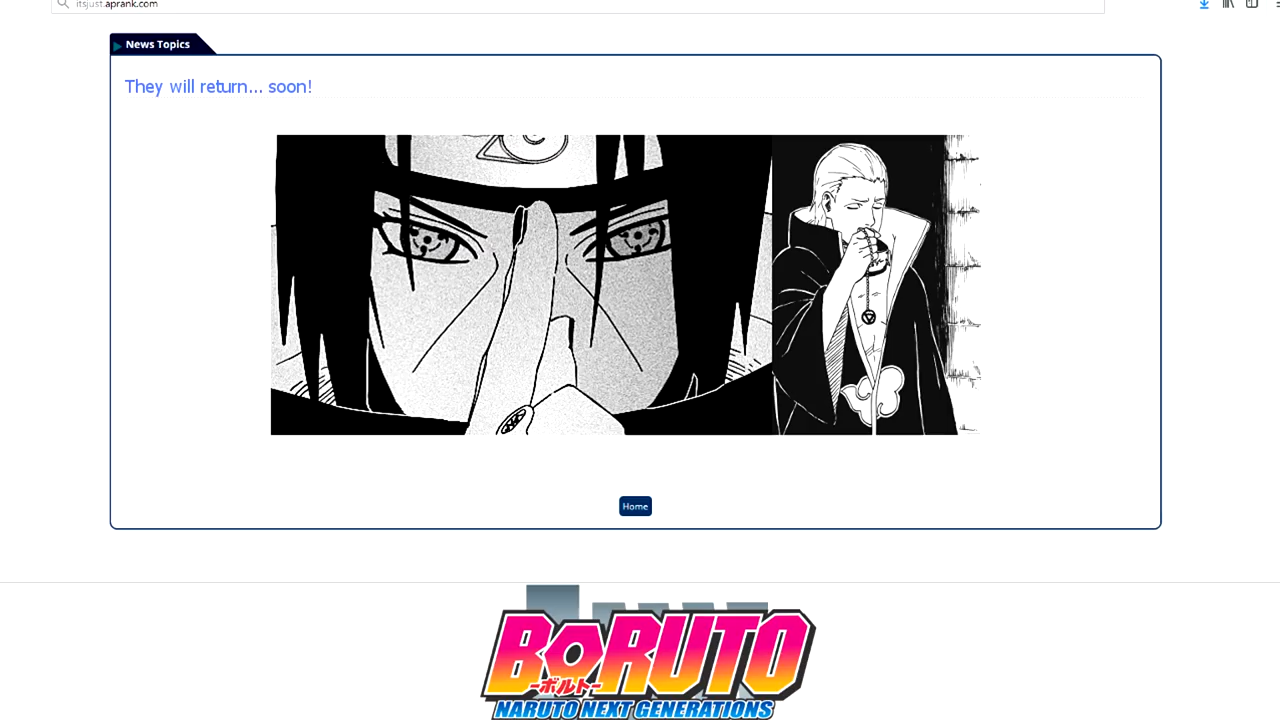 itsjust.aprank.com
News Topics
They will return... soon!
Home
BORUTO
-ボルト-
NARUTO NEXT GENERATIONS